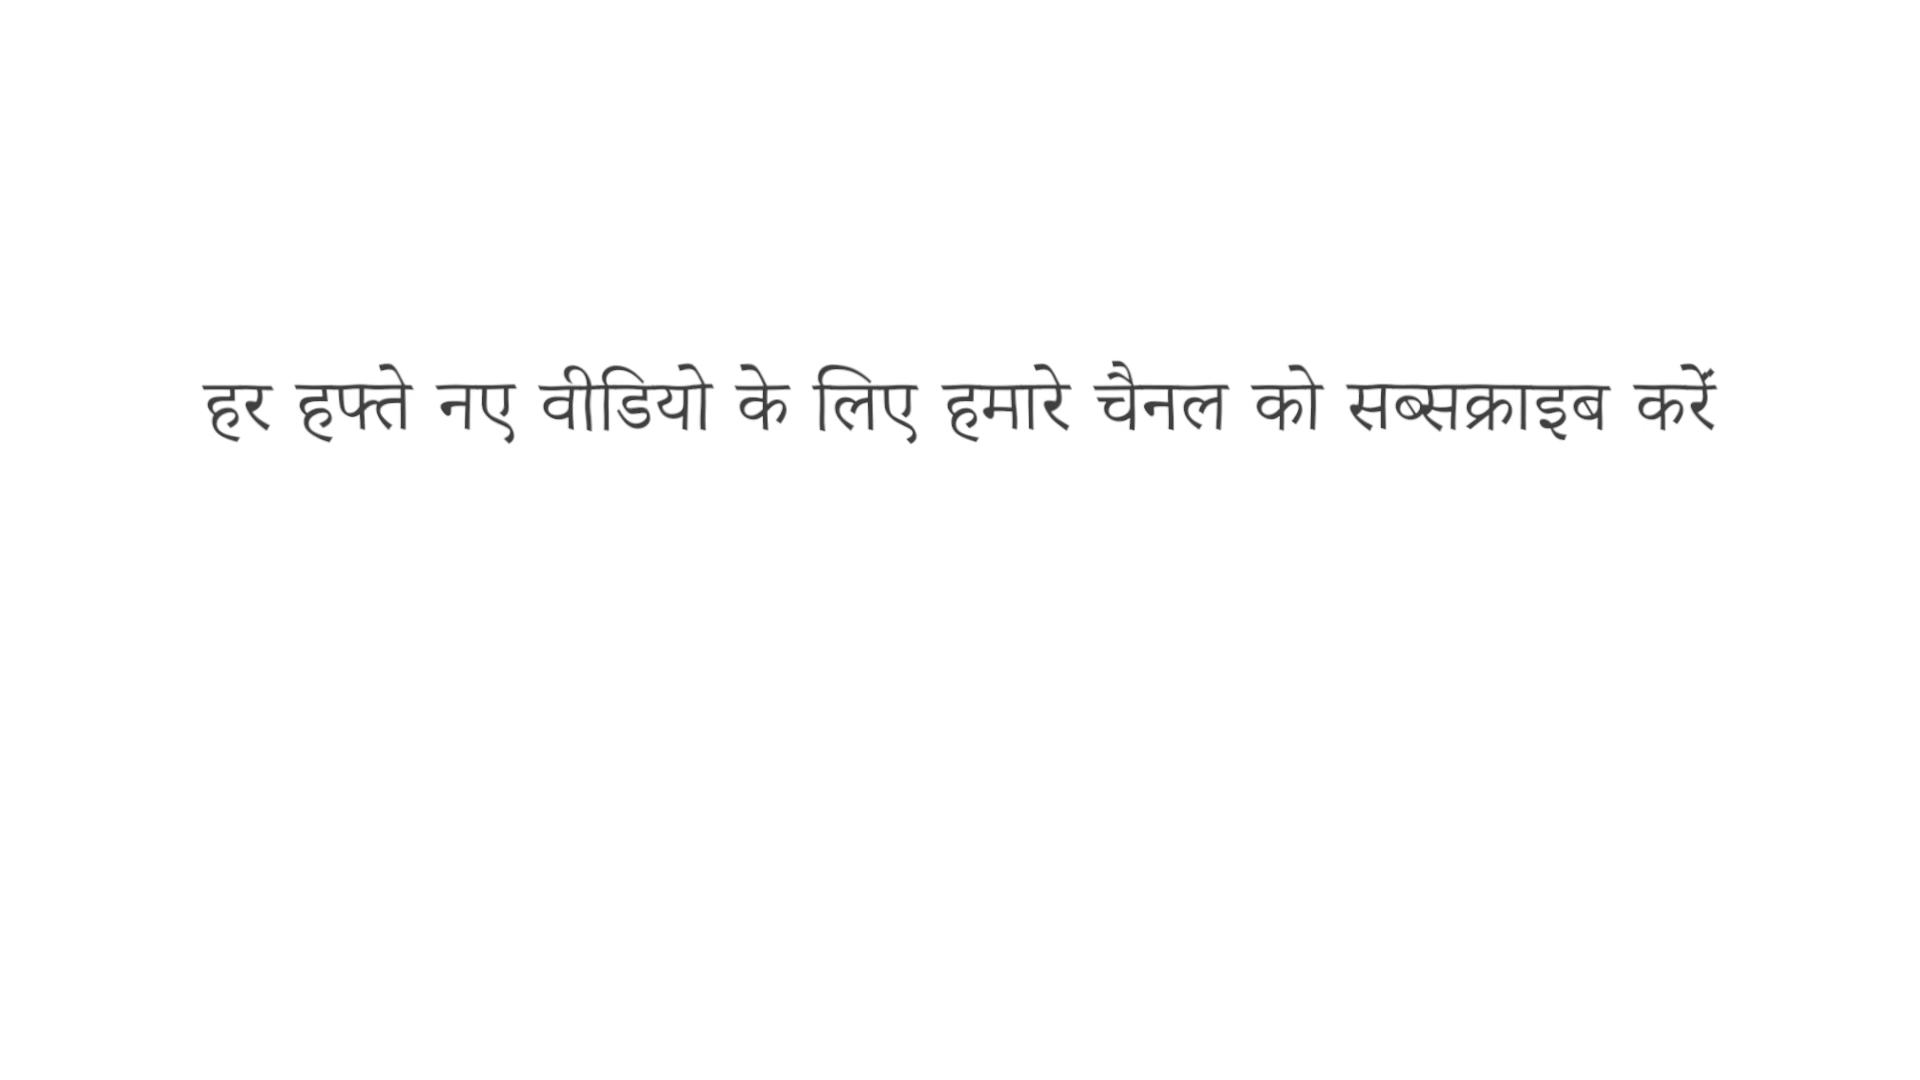 हर हफ्ते नए वीडियो के लिए हमारे चैनल को सब्सक्राइब करें